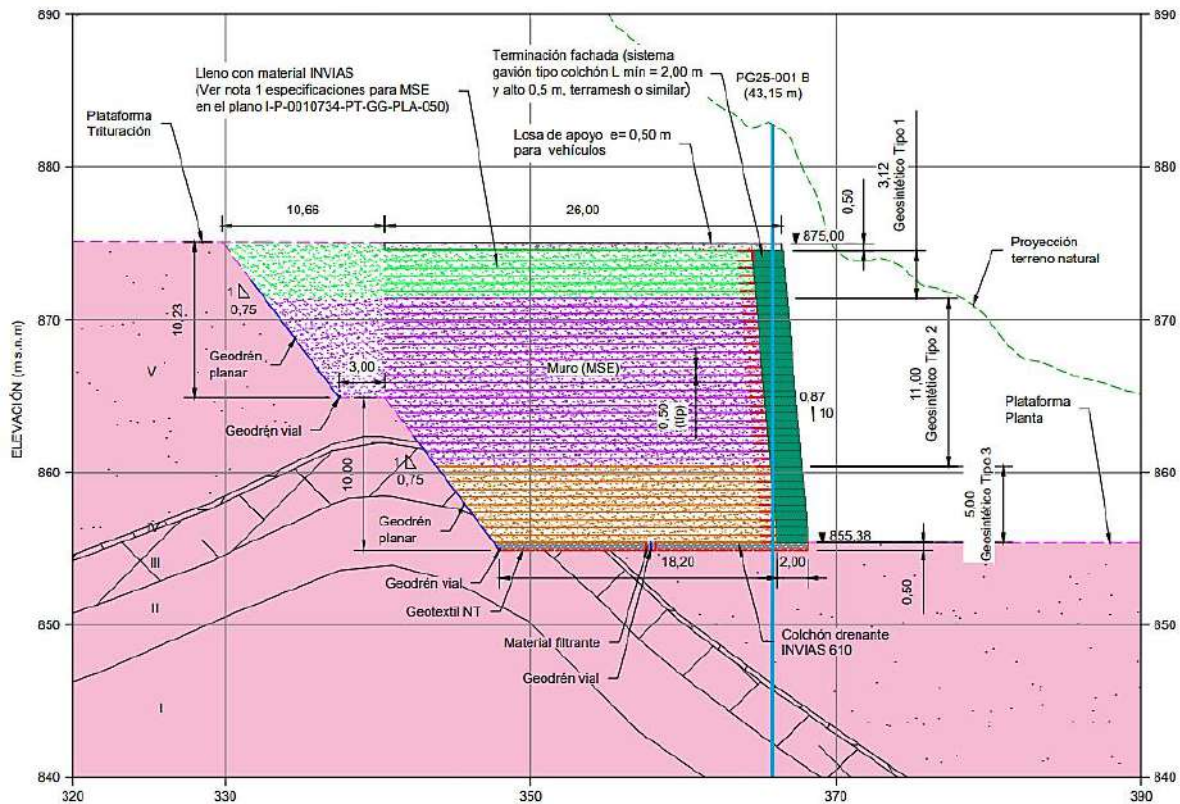 890
890
Lleno con material INVIAS
(Ver nota 1 especificaciones para MSE
en el plano I-P-0010734-PT-GG-PLA-050)
Terminación fachada (sistema
gavión tipo colchón L mín = 2,00 m
y alto 0,5 m, terramesh o similar)
PG25-001 B
(43,15 m)
Plataforma
Trituración
Losa de apoyo e= 0,50 m
para vehículos
Geosintético Tipo 1
3,12
0,50
880
880
10,66
26,00
875,00
Proyección
terreno natural
1
0,75
10,23
870
870
Geodrén
planar
V
3,00
Muro (MSE)
0,50
(tip)
0,87
10
11,00
Geosintético Tipo 2
Plataforma
Planta
ELEVACIÓN (m s.n.m)
Geodrén vial
1
0,75
10,00
860
860
5,00
Geosintético Tipo 3
Geodrén
planar
IV
III
II
I
855,38
18,20
2,00
0,50
Geodrén vial
Geotextil NT
Material filtrante
Geodrén vial
Colchón drenante
INVIAS 610
850
850
840
840
320
330
350
370
390